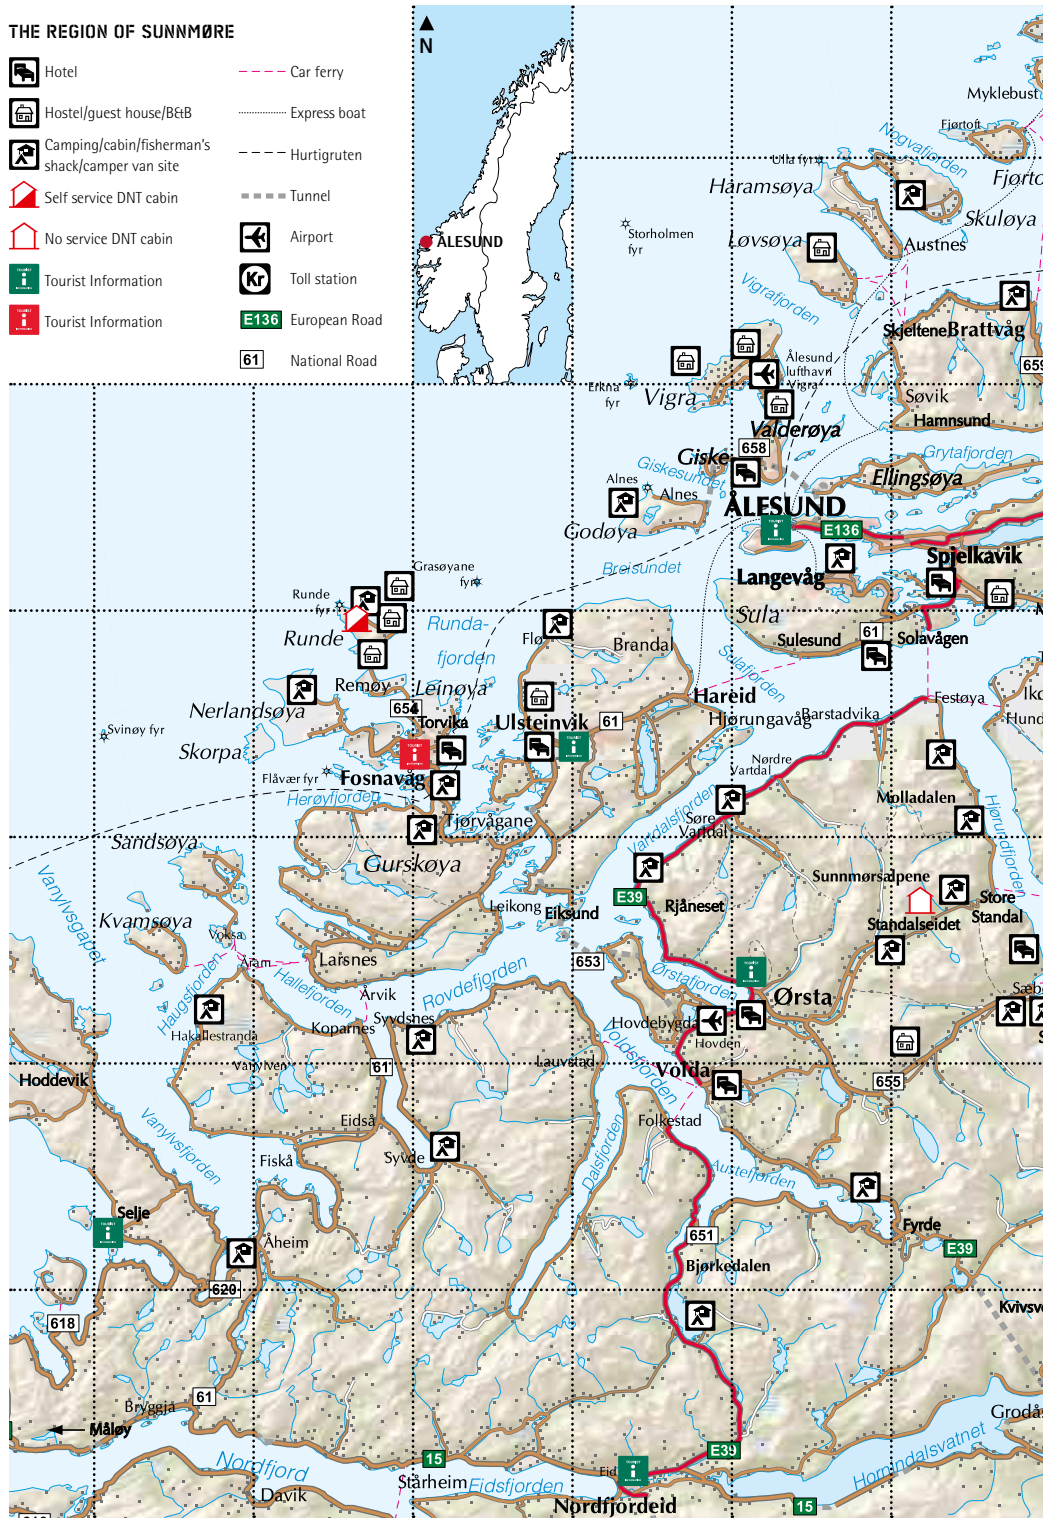 THE REGION OF SUNNMØRE
Hotel
Hostel/guest house/B&B
Camping/cabin/fisherman's
shack/camper van site
Self service DNT cabin
No service DNT cabin
Tourist Information
Tourist Information
Car ferry
Express boat
Hurtigruten
Tunnel
Airport
Kr
Toll station
E136
European Road
61
National Road
N
ÅLESUND
Myklebust
Fjørtoft
Nogvafjorden
Ulla fyr
Haramsøya
Skuløya
Storholmen
fyr
Løvsøya
Austnes
Vigrafjorden
Skjeltene
Brattvåg
659
Ålesund
lufthavn
Vigra
Erkna
fyr
Vigra
Søvik
Hamnsund
Valderøya
658
Giske
Giskesundet
Grytafjorden
Ellingsøya
Alnes
Alnes
ÅLESUND
Godøya
E136
Breisundet
Langevåg
Spjelkavik
Grasøyane
fyr
Runde
fyr
Runde
Runda-
fjorden
Flø
Brandal
Sula
Sulesund
61
Solavågen
Sulafjorden
Remøy
Leinøya
Nerlandsøya
654
Torvika
Ulsteinvik
61
Hareid
Hjørungavåg
Barstadvika
Festøya
Svinøy fyr
Skorpa
Flåvær fyr
Fosnavåg
Herøyfjorden
Nordre
Vartdal
Molladalen
Hjørundfjorden
Tjørvågane
Søre
Vartdal
Vartdalsfjorden
Sandsøya
Gurskøya
Sunnmørsalpene
Store
Standal
Standalseidet
Vanylvsgapet
Kvamsøya
Leikong
Eiksund
E39
Rjåneset
Voksa
Åram
Larsnes
653
Ørstafjorden
Haugsfjorden
Hallefjorden
Årvik
Rovdefjorden
Ørsta
Hakallestranda
Koparnes
Syvdsnes
Hovdebygda
Hovden
Vanylven
Lauvstad
Voldsfjorden
Volda
Hoddevik
61
655
Vanylvsfjorden
Eidså
Folkestad
Fiskå
Syvde
Dalsfjorden
Austefjorden
Selje
Åheim
Fyrde
651
E39
Bjørkedalen
620
618
61
Bryggja
Måløy
Nordfjord
15
Stårheim
Eidsfjorden
Eid
E39
Davik
Nordfjordeid
15
Hornindalsvatnet